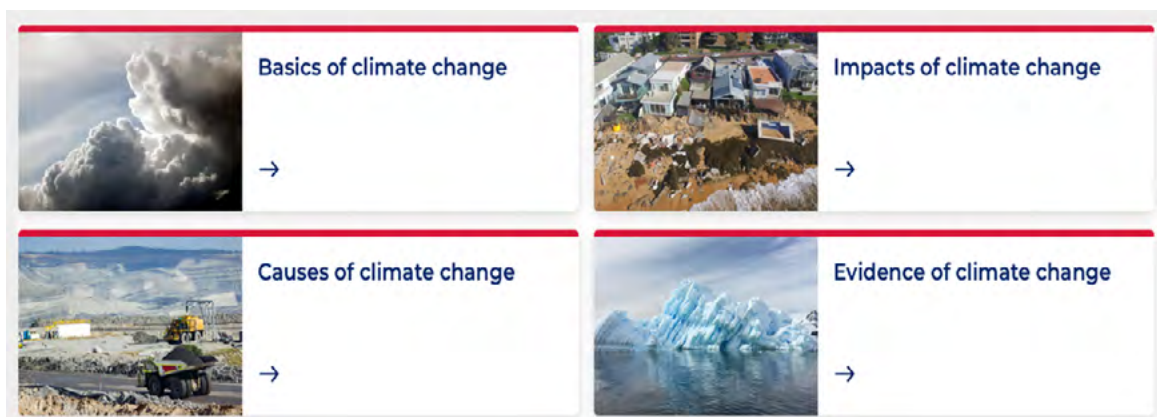 Basics of climate change
Impacts of climate change
Causes of climate change
Evidence of climate change